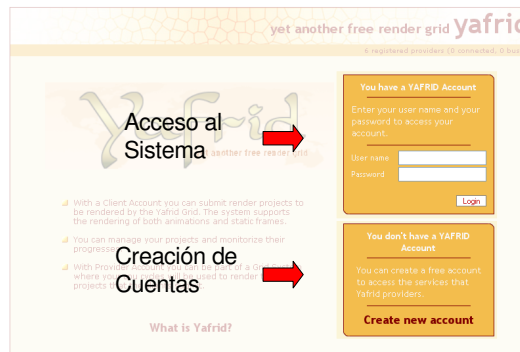 yet another free render grid yafrid
4 registered providers (0 connected, 0 bus
Yafrid
another free render grid
Acceso al
Sistema
With a Client Account you can submit render projects to
be rendered by the Yafrid Grid. The system supports
the rendering of both animations and static frames.
You can manage your projects and monitorize their
progress
With Provider Account you can be part of a Grid
where your cycles will be used to render
projects
Creación de
Cuentas
What is Yafrid?
You have a YAFRID Account
Enter your user name and your
password to access your
account.
User name
Password
Login
You don't have a YAFRID
Account
You can create a free account
to access the services that
Yafrid providers.
Create new account